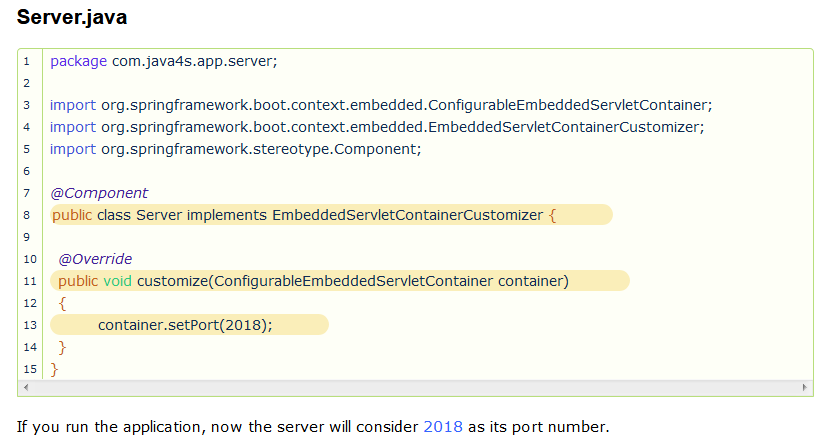 Server.java
1 package com.java4s.app.server;
2
3 import org.springframework.boot.context.embedded.ConfigurableEmbeddedServletContainer;
4 import org.springframework.boot.context.embedded.EmbeddedServletContainerCustomizer;
5 import org.springframework.stereotype.Component;
6
7 @Component
8 public class Server implements EmbeddedServletContainerCustomizer {
9
10 @Override
11 public void customize(ConfigurableEmbeddedServletContainer container)
12 {
13 container.setPort(2018);
14 }
15 }
If you run the application, now the server will consider 2018 as its port number.